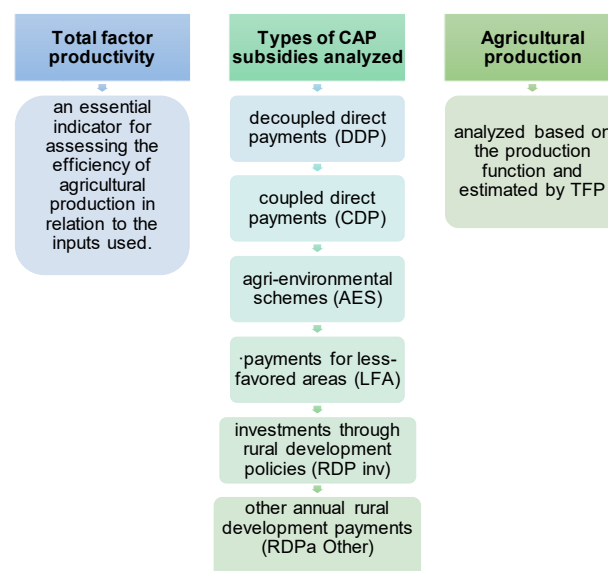 Total factor
productivity
an essential
indicator for
assessing the
efficiency of
agricultural
production in
relation to the
inputs used.
Types of CAP
subsidies analyzed
decoupled direct
payments (DDP)
coupled direct
payments (CDP)
agri-environmental
schemes (AES)
·payments for less-
favored areas (LFA)
investments through
rural development
policies (RDP inv)
other annual rural
development payments
(RDPa Other)
Agricultural
production
analyzed based on
the production
function and
estimated by TFP